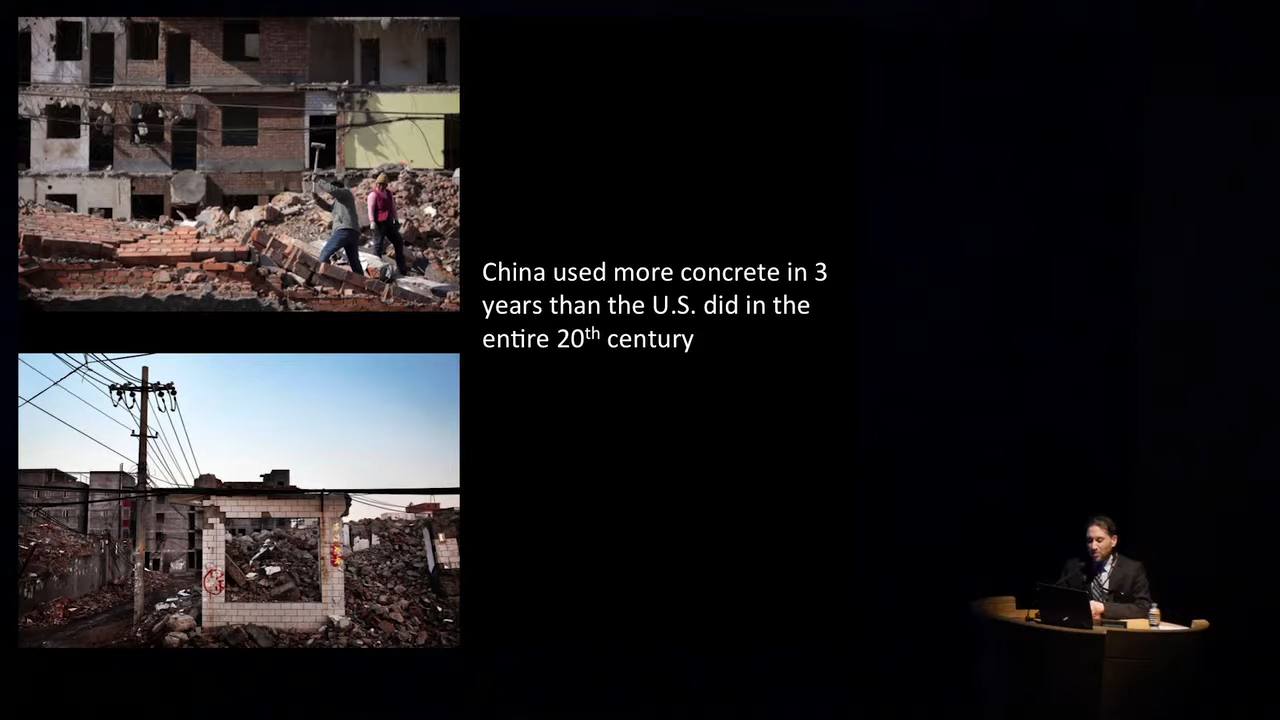 China used more concrete in 3
years than the U.S. did in the
entire 20th century